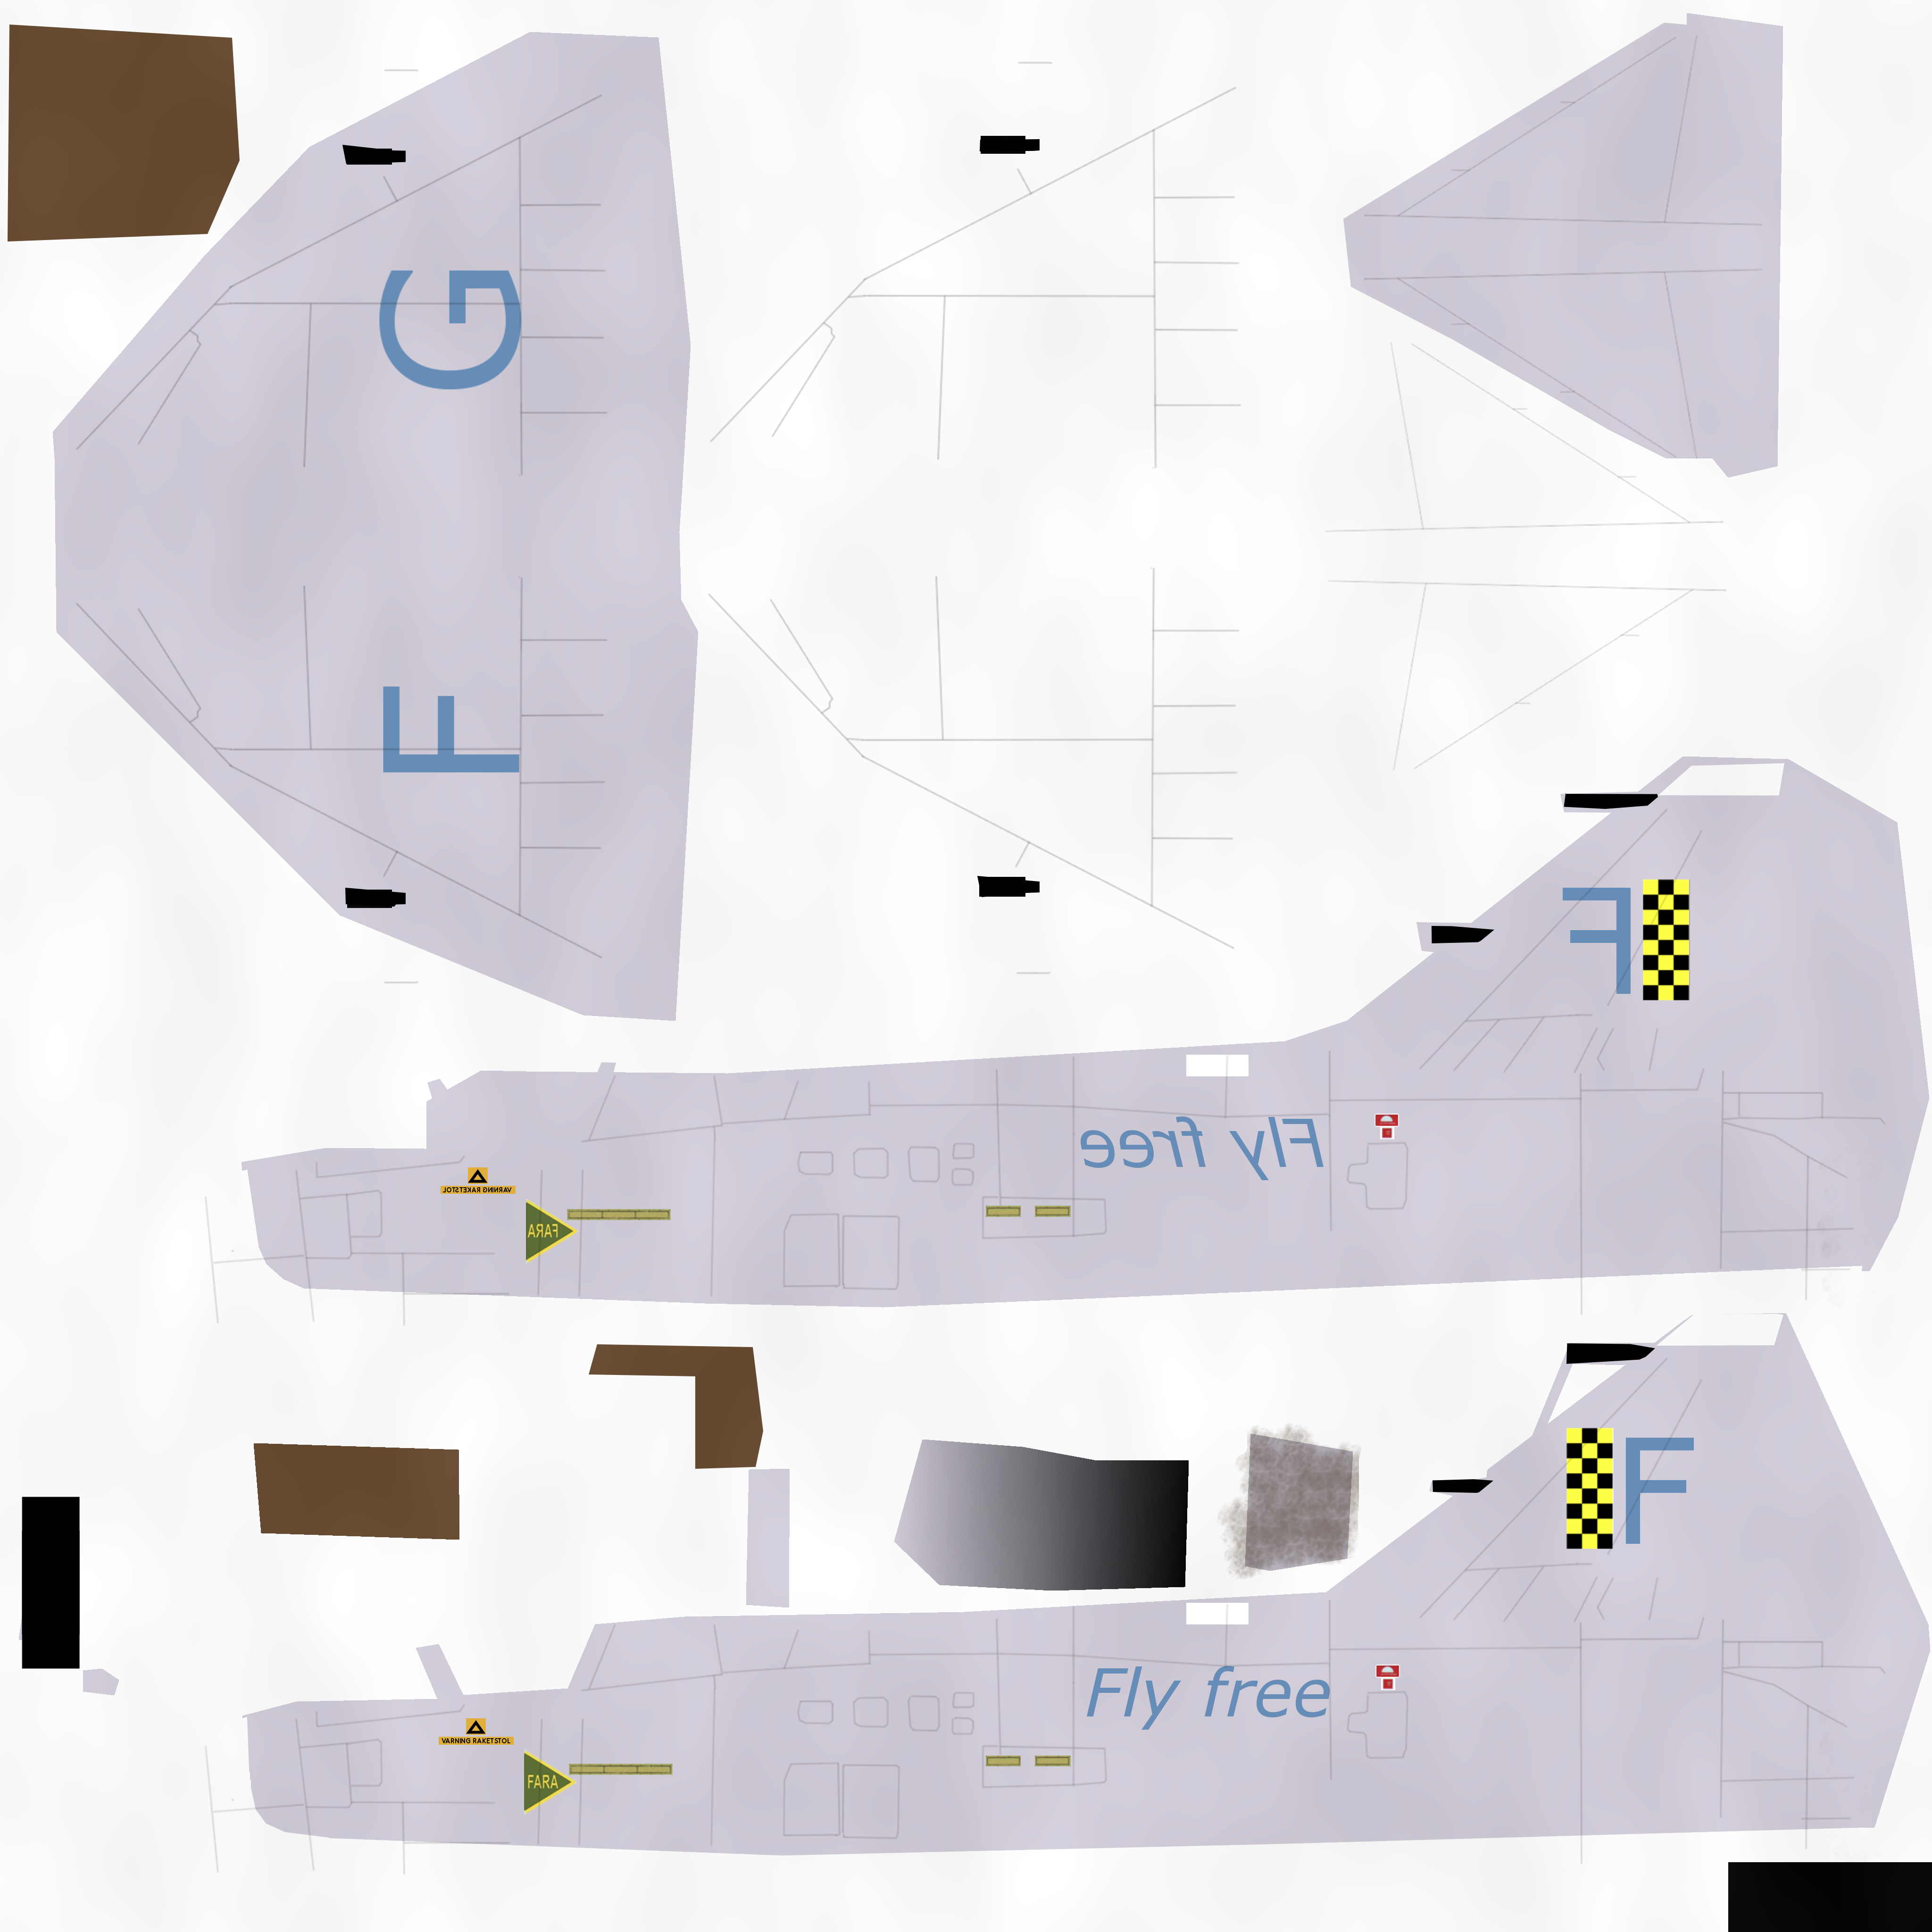 G
F
F
Fly free
VARNING RAKETSTOL
FARA
F
Fly free
VARNING RAKETSTOL
FARA